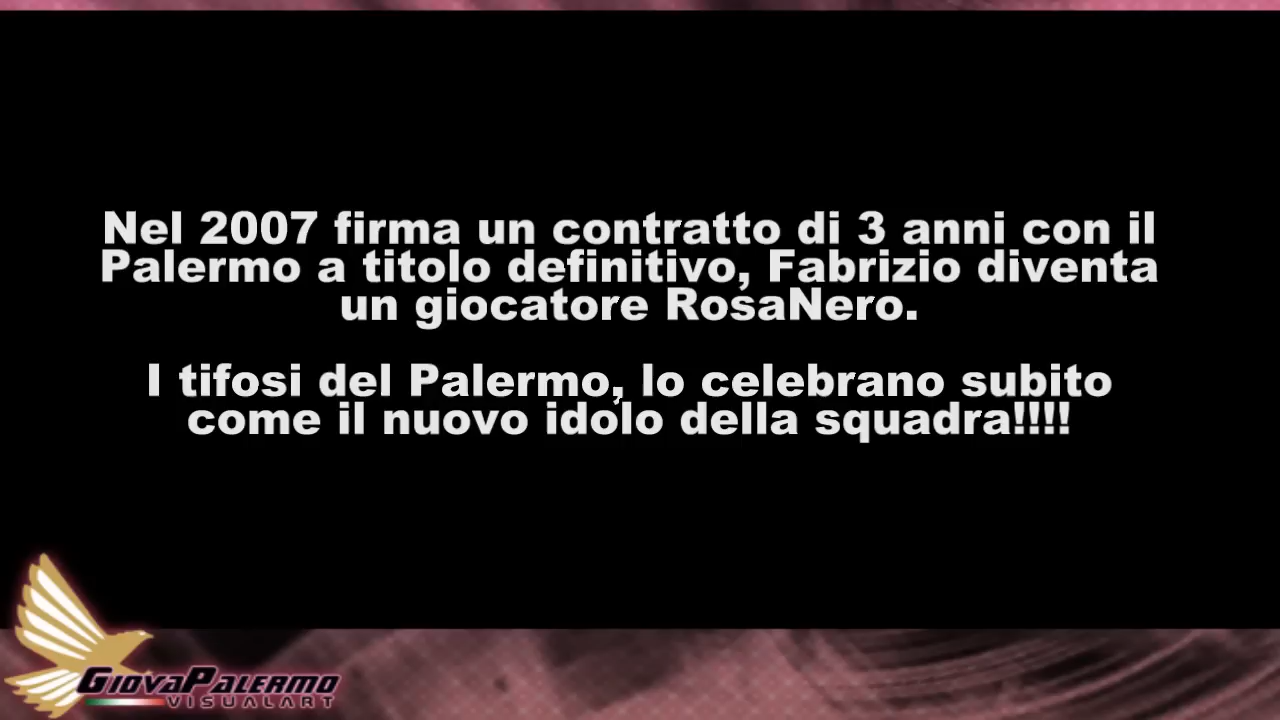 Nel 2007 firma un contratto di 3 anni con il
Palermo a titolo definitivo, Fabrizio diventa
un giocatore RosaNero.
I tifosi del Palermo, lo celebrano subito
come il nuovo idolo della squadra!!!!
GIOVAPALERMO
VISUALART